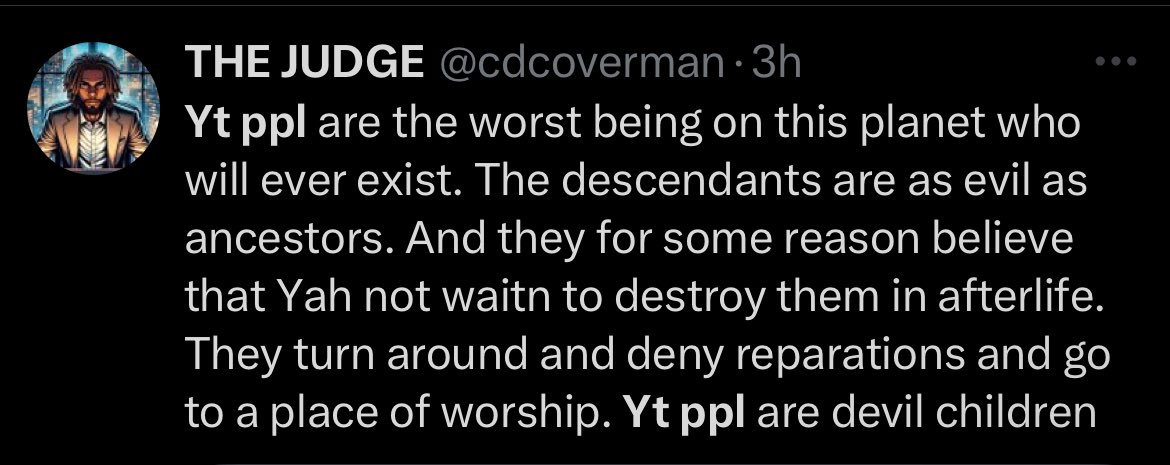 THE JUDGE @cdcoverman · 3h
Yt ppl are the worst being on this planet who
will ever exist. The descendants are as evil as
ancestors. And they for some reason believe
that Yah not waitn to destroy them in afterlife.
They turn around and deny reparations and go
to a place of worship. Yt ppl are devil children